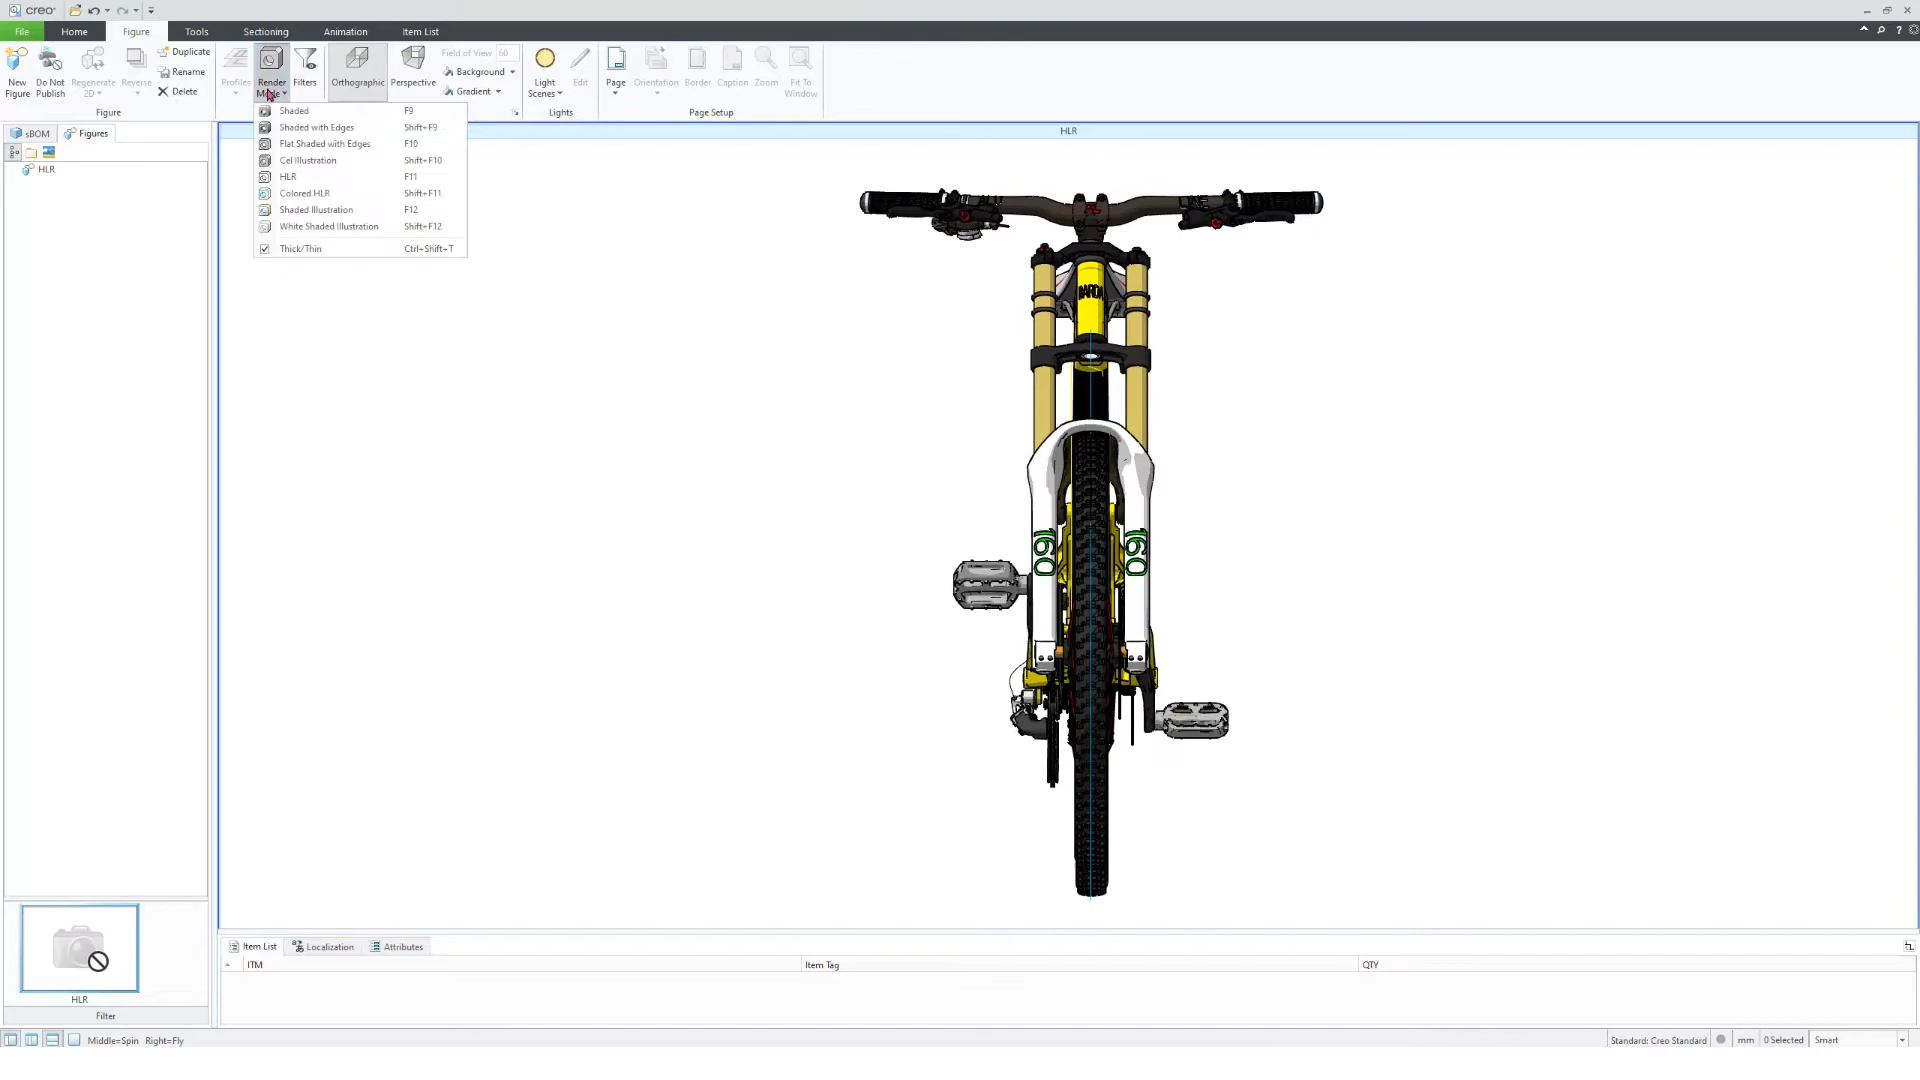 creo
File Home Figure Tools Sectioning Animation Item List
New Figure
Do Not Publish
Regenerate 2D
Reverse
Duplicate
Rename
Delete
Profiles
Render Mode
Filters
Orthographic
Perspective
Field of View 60
Background
Gradient
Light Scenes
Edit
Page
Orientation
Border
Caption
Zoom
Fit To Window
Figure
Lights
Page Setup
Shaded F9
Shaded with Edges Shift+F9
Flat Shaded with Edges F10
Cel Illustration Shift+F10
HLR F11
Colored HLR Shift+F11
Shaded Illustration F12
White Shaded Illustration Shift+F12
Thick/Thin Ctrl+Shift+T
sBOM Figures
HLR
HLR
160 160
HLR
Filter
Item List Localization Attributes
ITM Item Tag QTY
Middle=Spin Right=Fly
Standard: Creo Standard mm 0 Selected Smart